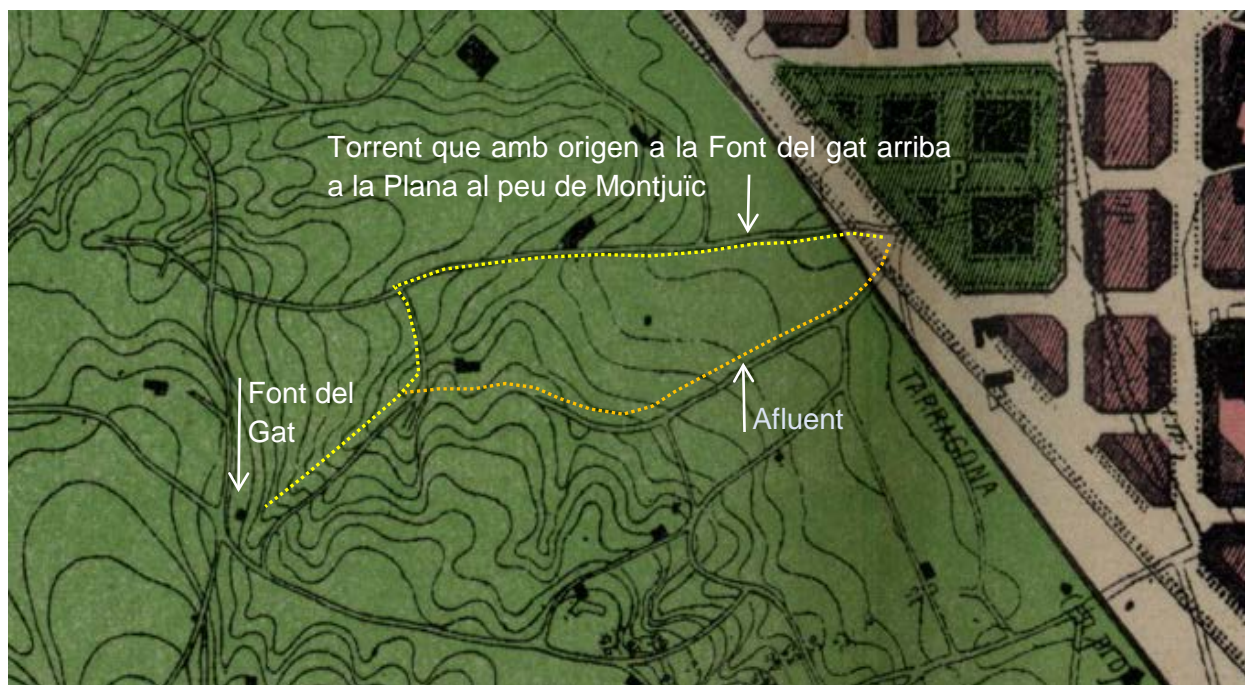 Torrent que amb origen a la Font del gat arriba
a la Plana al peu de Montjuïc
P
Font del
Gat
Afluent
TARRAGONA